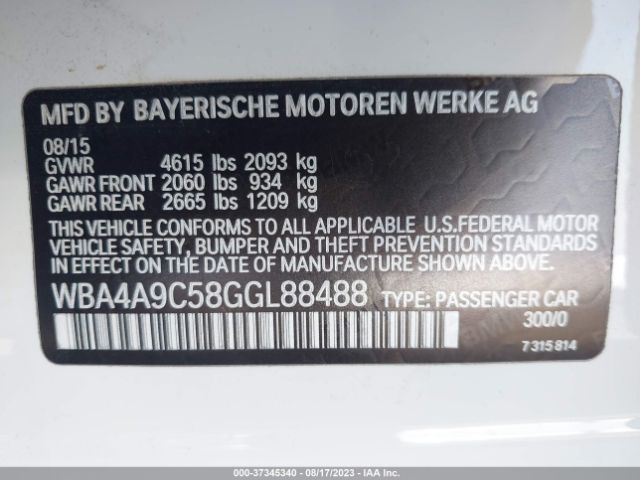 MFD BY BAYERISCHE MOTOREN WERKE AG
08/15
GVWR 4615 lbs 2093 kg
GAWR FRONT 2060 lbs 934 kg
GAWR REAR 2665 lbs 1209 kg
THIS VEHICLE CONFORMS TO ALL APPLICABLE U.S.FEDERAL MOTOR
VEHICLE SAFETY, BUMPER AND THEFT PREVENTION STANDARDS
IN EFFECT ON THE DATE OF MANUFACTURE SHOWN ABOVE.
WBA4A9C58GGL88488 TYPE: PASSENGER CAR
300/0
7 315 814
000-37345340 - 08/17/2023 - IAAI.COM